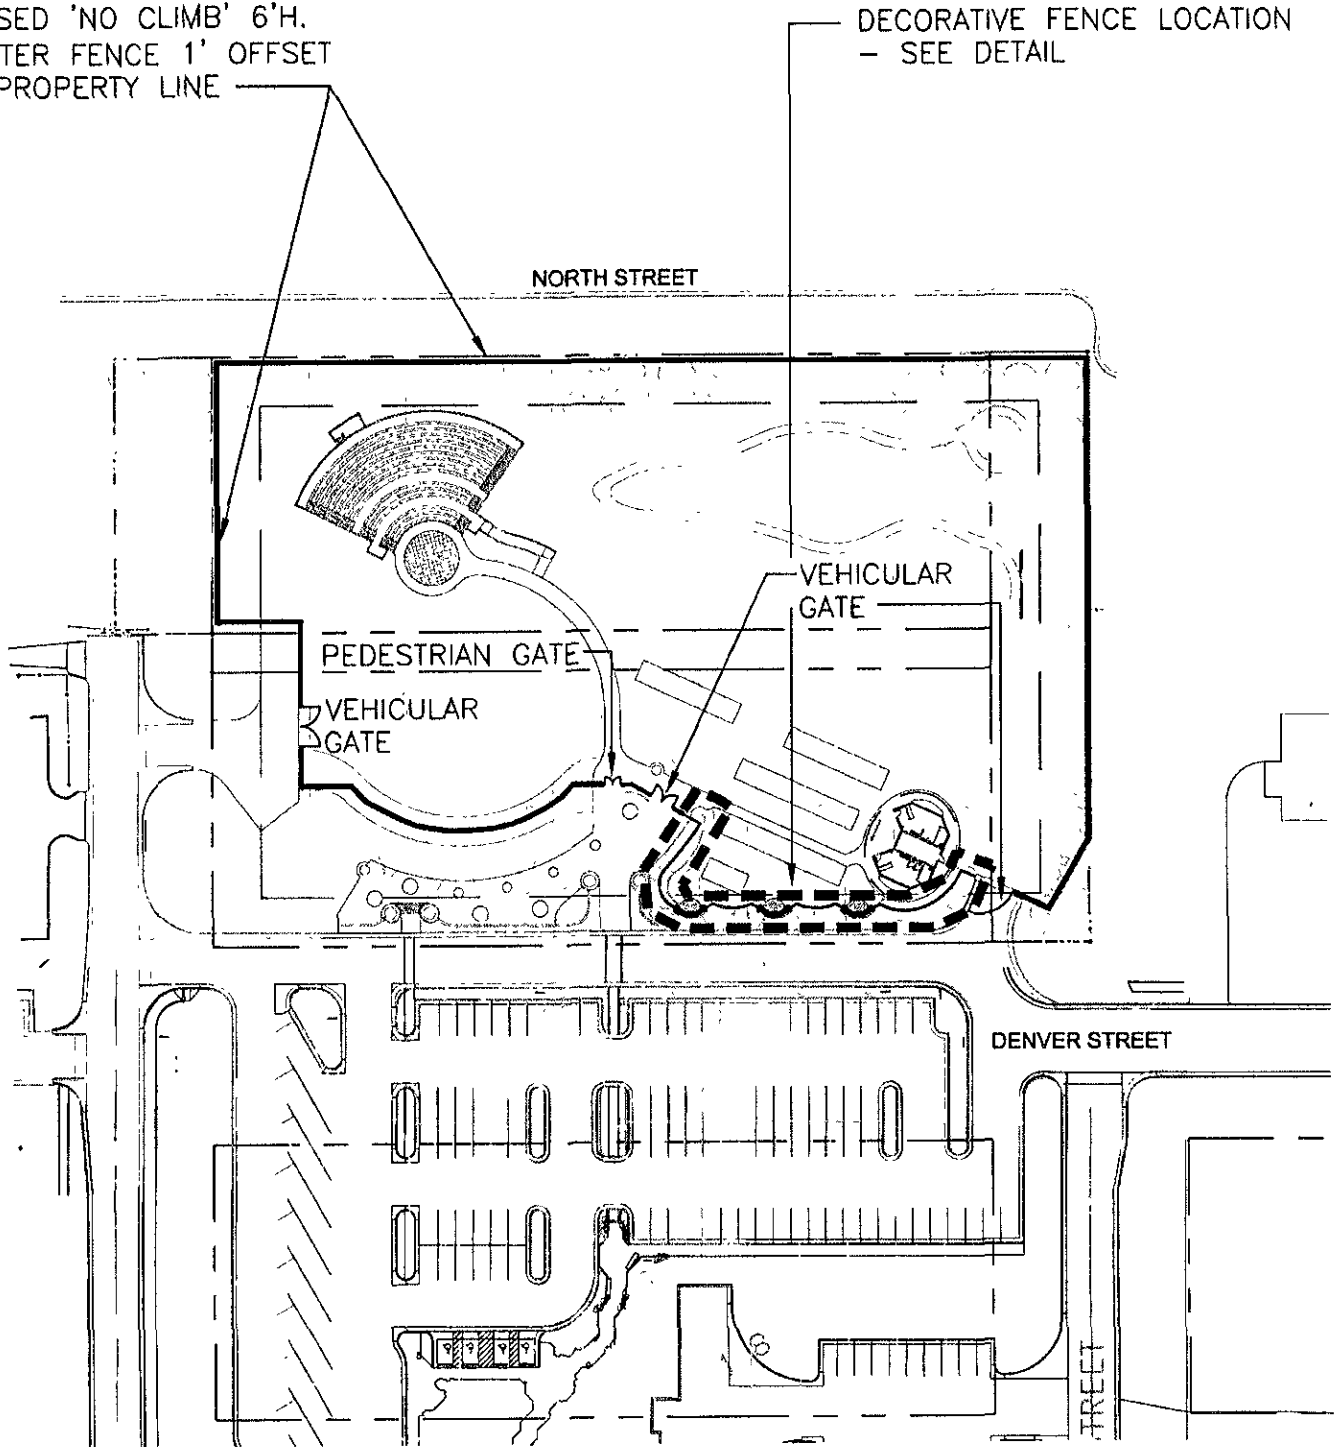 SED 'NO CLIMB' 6'H.
TER FENCE 1' OFFSET
PROPERTY LINE
DECORATIVE FENCE LOCATION
– SEE DETAIL
NORTH STREET
VEHICULAR
GATE
PEDESTRIAN GATE
VEHICULAR
GATE
DENVER STREET
TREET